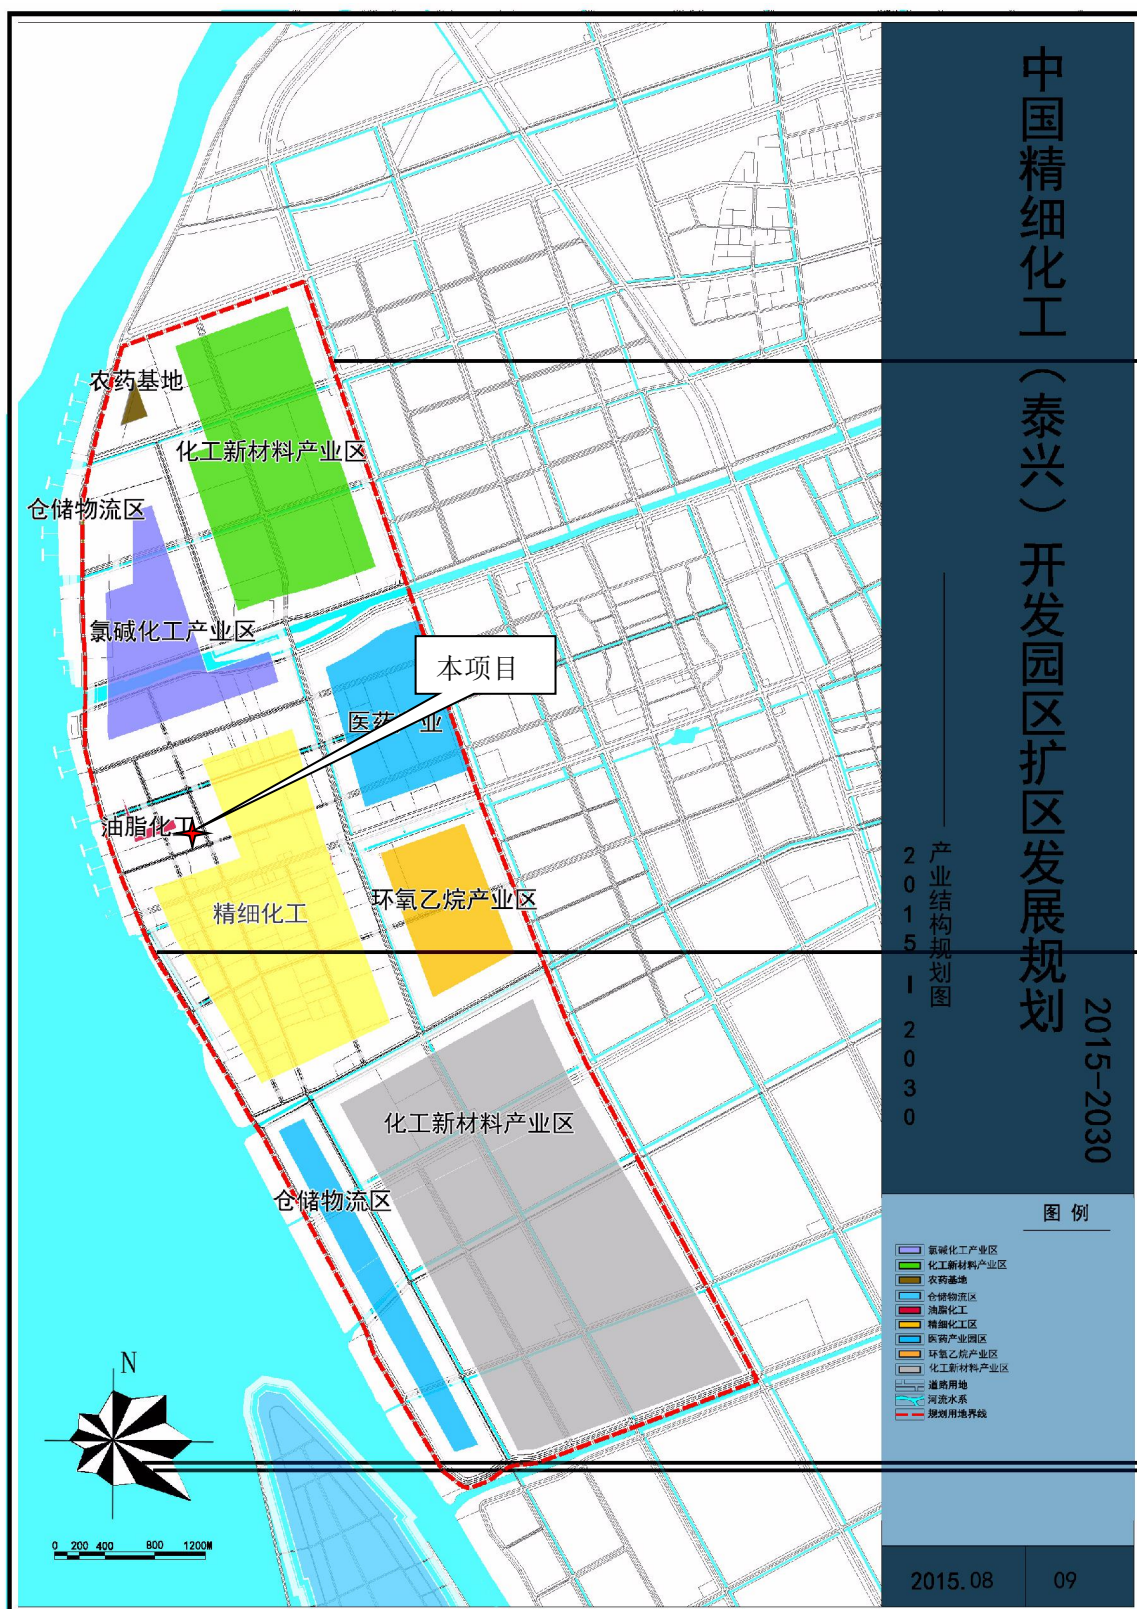 中国精细化工（泰兴）开发园区扩区发展规划
2015-2030
产业结构规划图
2015-2030
农药基地
化工新材料产业区
仓储物流区
氯碱化工产业区
本项目
医药 业
油脂化工
环氧乙烷产业区
精细化工
化工新材料产业区
仓储物流区
图例
氯碱化工产业区
化工新材料产业区
农药基地
仓储物流区
油脂化工
精细化工区
医药产业园区
环氧乙烷产业区
化工新材料产业区
道路用地
河流水系
规划用地界线
N
0 200 400 800 1200M
2015.08
09